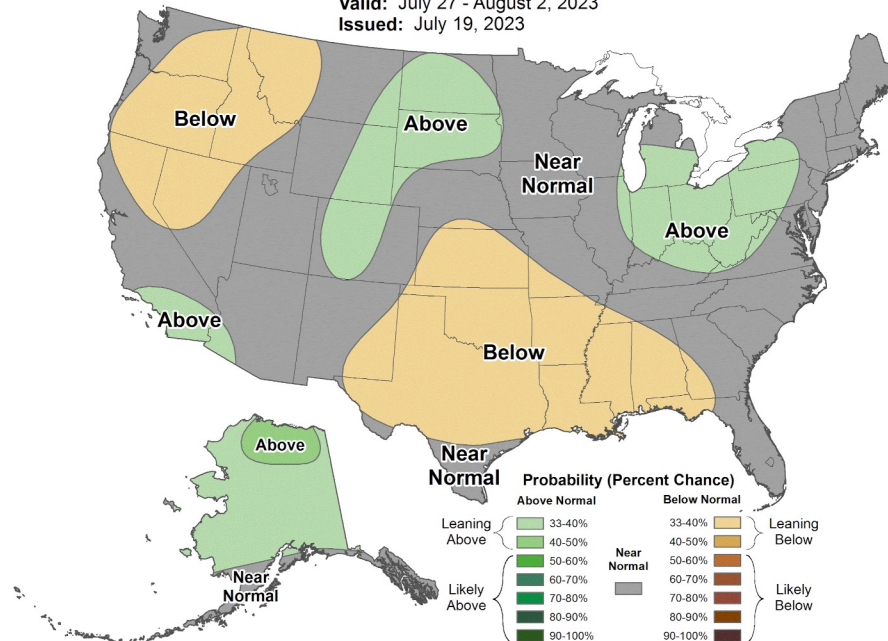 Valid: July 27 - August 2, 2023
Issued: July 19, 2023
Below
Above
Near
Normal
Above
Above
Below
Above
Near
Normal
Near
Normal
Probability (Percent Chance)
Above Normal
Below Normal
Leaning
Above
33-40%
40-50%
Likely
Above
50-60%
60-70%
70-80%
80-90%
90-100%
Near
Normal
33-40%
40-50%
Leaning
Below
50-60%
60-70%
70-80%
80-90%
90-100%
Likely
Below